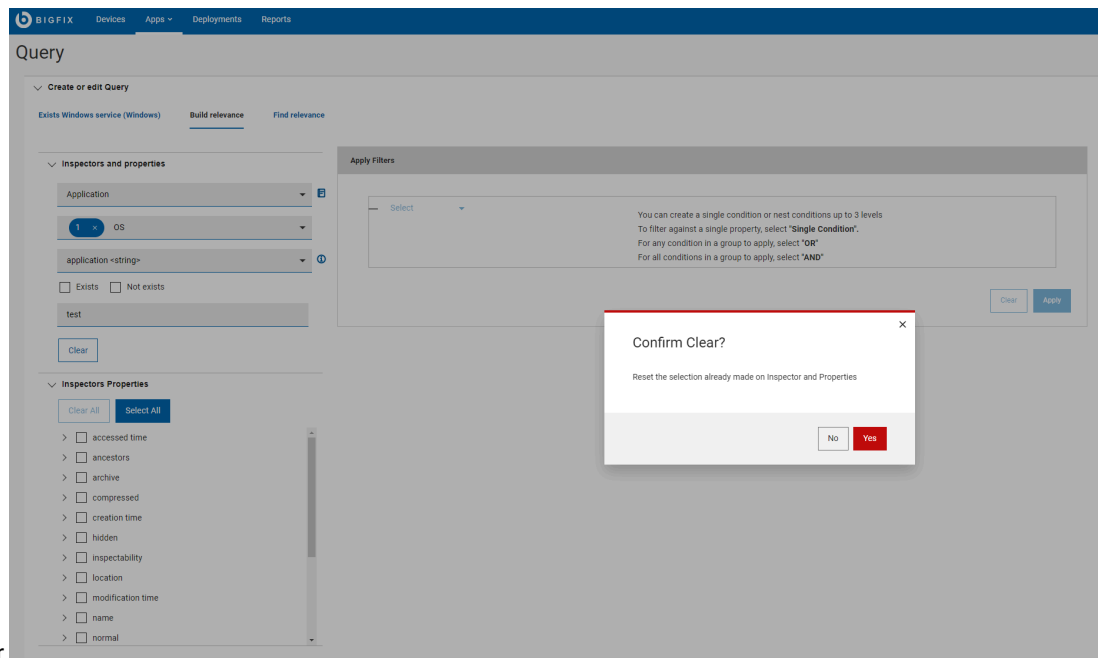 BIGFIX Devices Apps Deployments Reports
Query
Create or edit Query
Exists Windows service (Windows) Build relevance Find relevance
Inspectors and properties
Application
1 × OS
application <string>
Exists Not exists
test
Clear
Inspectors Properties
Clear All Select All
accessed time
ancestors
archive
compressed
creation time
hidden
inspectability
location
modification time
name
normal
Apply Filters
Select
You can create a single condition or nest conditions up to 3 levels
To filter against a single property, select "Single Condition".
For any condition in a group to apply, select "OR"
For all conditions in a group to apply, select "AND"
Clear Apply
Confirm Clear?
Reset the selection already made on Inspector and Properties
No Yes